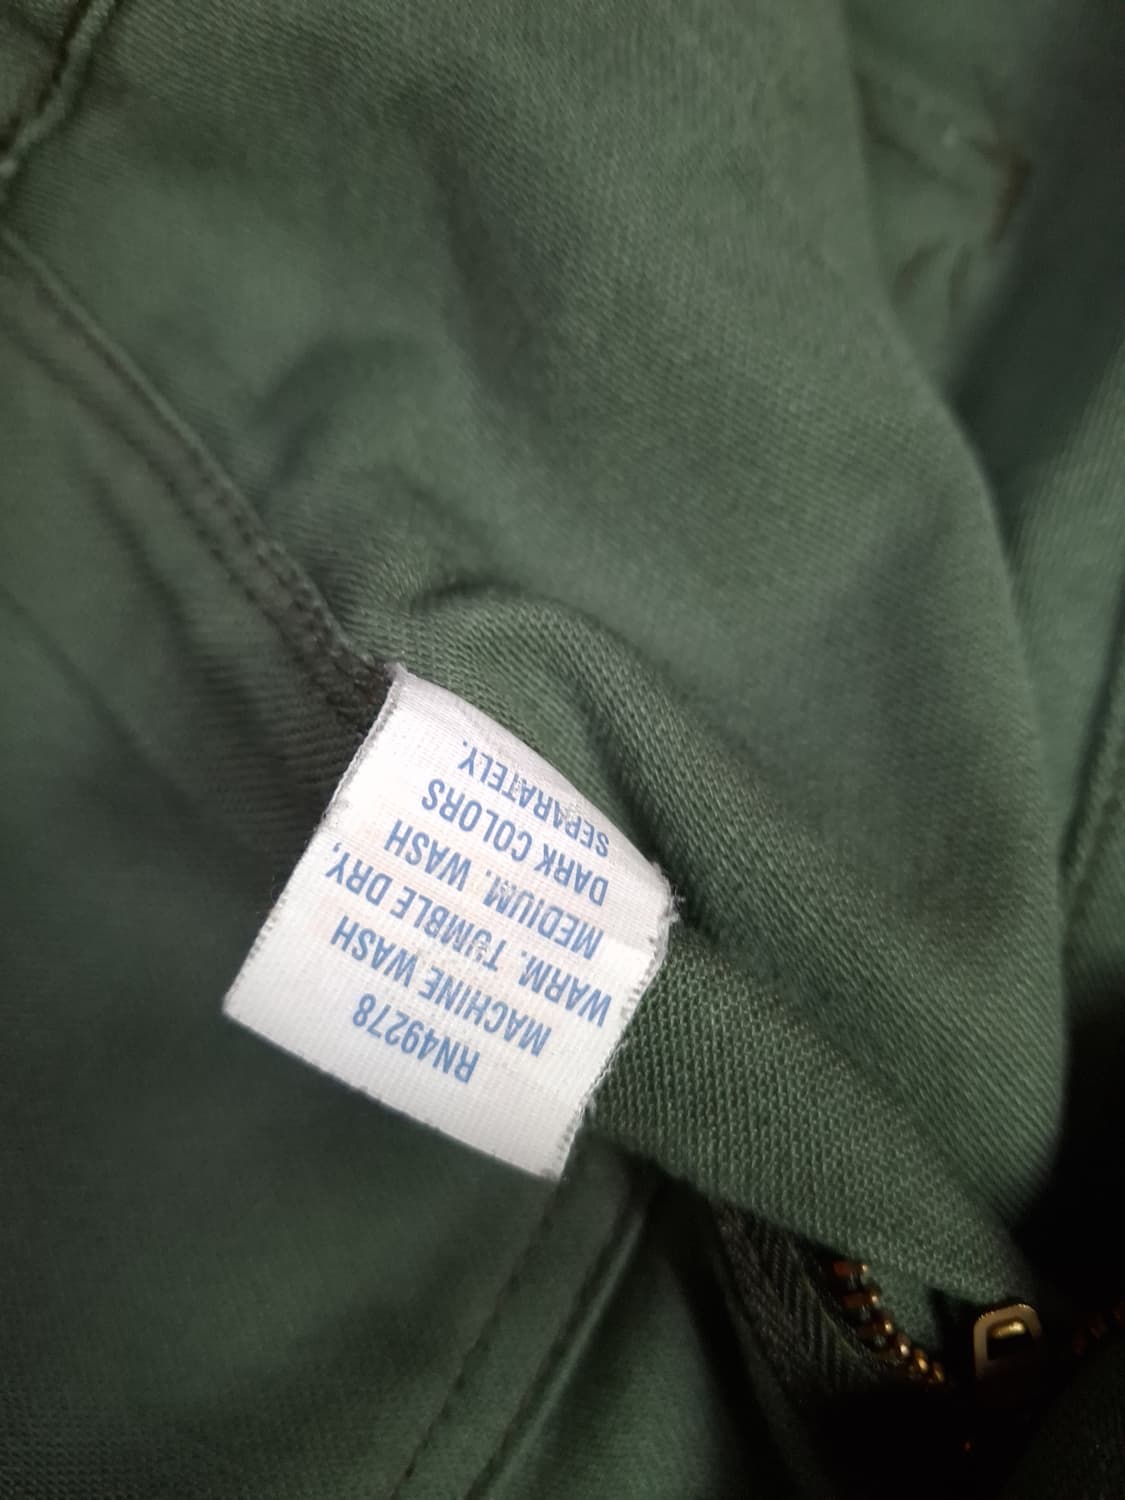 RN49278
MACHINE WASH
WARM. TUMBLE DRY,
MEDIUM. WASH
DARK COLORS
SEPARATELY.